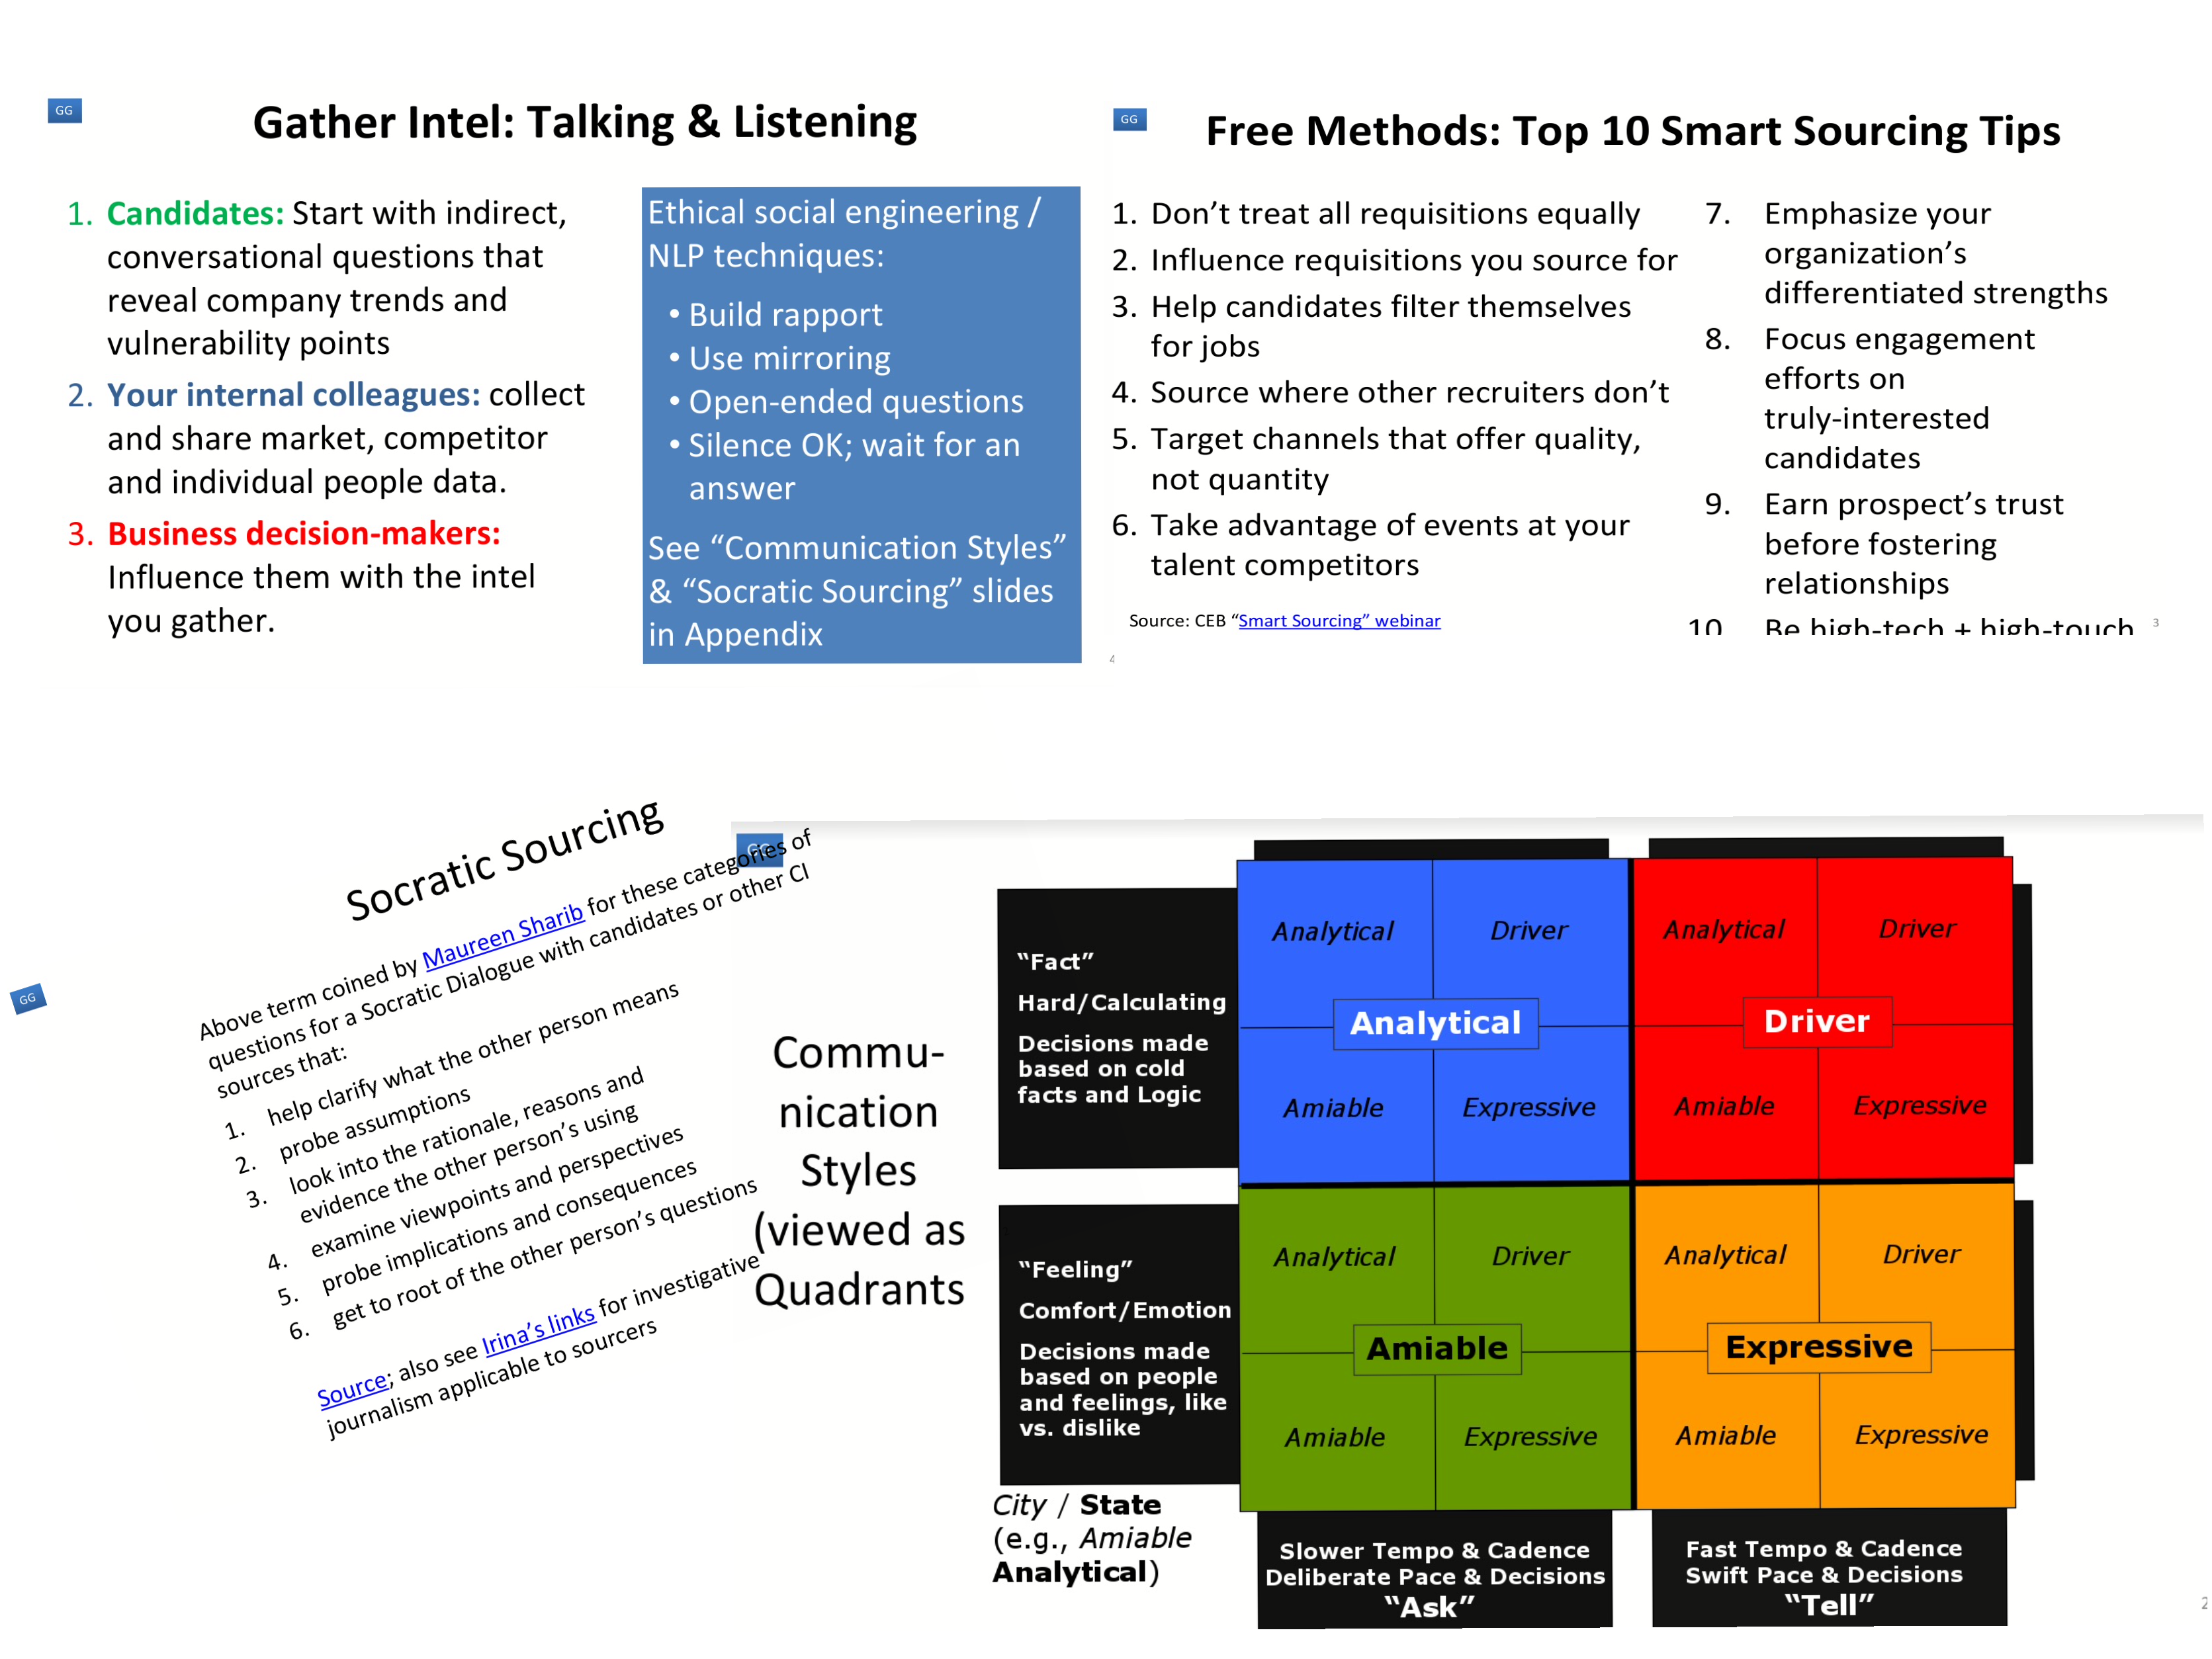 GG
Gather Intel: Talking & Listening
1. Candidates: Start with indirect,
conversational questions that
reveal company trends and
vulnerability points
2. Your internal colleagues: collect
and share market, competitor
and individual people data.
3. Business decision-makers:
Influence them with the intel
you gather.
Ethical social engineering /
NLP techniques:
• Build rapport
• Use mirroring
• Open-ended questions
• Silence OK; wait for an
answer
See “Communication Styles”
& “Socratic Sourcing” slides
in Appendix
4
GG
Free Methods: Top 10 Smart Sourcing Tips
1. Don’t treat all requisitions equally
2. Influence requisitions you source for
3. Help candidates filter themselves
for jobs
4. Source where other recruiters don’t
5. Target channels that offer quality,
not quantity
6. Take advantage of events at your
talent competitors
Source: CEB “Smart Sourcing” webinar
7. Emphasize your
organization’s
differentiated strengths
8. Focus engagement
efforts on
truly-interested
candidates
9. Earn prospect’s trust
before fostering
relationships
10 Be high-tech + high-touch
3
GG
Socratic Sourcing
Above term coined by Maureen Sharib for these categories of
questions for a Socratic Dialogue with candidates or other CI
sources that:
1. help clarify what the other person means
2. probe assumptions
3. look into the rationale, reasons and
evidence the other person’s using
4. examine viewpoints and perspectives
5. probe implications and consequences
6. get to root of the other person’s questions
Source; also see Irina’s links for investigative
journalism applicable to sourcers
GG
Commu-
nication
Styles
(viewed as
Quadrants
“Fact”
Hard/Calculating
Decisions made
based on cold
facts and Logic
“Feeling”
Comfort/Emotion
Decisions made
based on people
and feelings, like
vs. dislike
Analytical Driver Analytical Driver
Analytical Driver
Amiable Expressive Amiable Expressive
Analytical Driver Analytical Driver
Amiable Expressive
Amiable Expressive Amiable Expressive
City / State
(e.g., Amiable
Analytical)
Slower Tempo & Cadence
Deliberate Pace & Decisions
“Ask”
Fast Tempo & Cadence
Swift Pace & Decisions
“Tell”
2